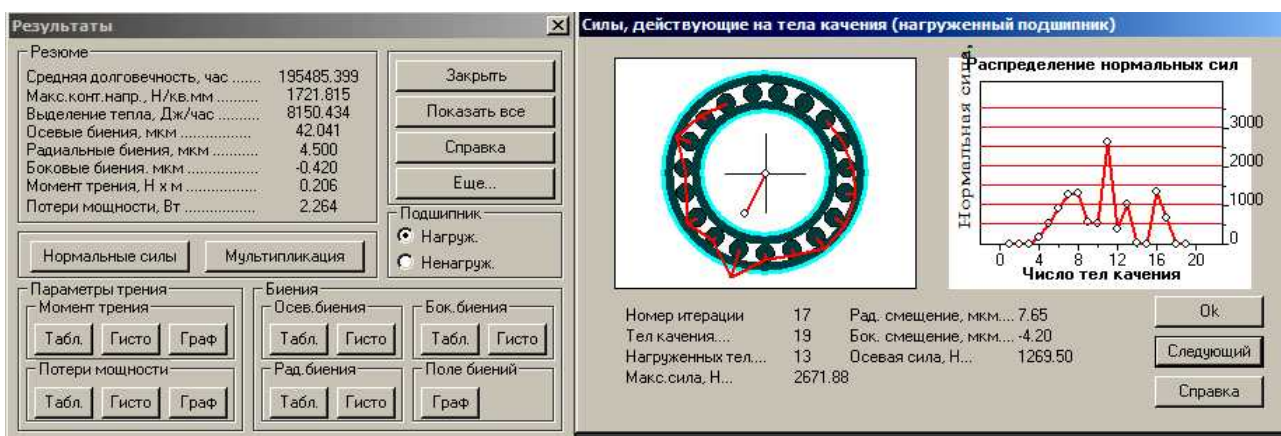 Результаты
Резюме
Средняя долговечность, час ....... 195485.399
Макс.конт.напр., Н/кв.мм .......... 1721.815
Выделение тепла, Дж/час .......... 8150.434
Осевые биения, мкм ................. 42.041
Радиальные биения, мкм ............ 4.500
Боковые биения. мкм ................ -0.420
Момент трения, Н x м ................ 0.206
Потери мощности, Вт ................. 2.264
Закрыть
Показать все
Справка
Еще...
Подшипник
Нагруж.
Ненагруж.
Нормальные силы
Мультипликация
Параметры трения
Момент трения
Табл. Гисто Граф
Потери мощности
Табл. Гисто Граф
Биения
Осев.биения
Табл. Гисто
Бок.биения
Табл. Гисто
Рад.биения
Табл. Гисто
Поле биений
Граф
Силы, действующие на тела качения (нагруженный подшипник)
Распределение нормальных сил
Нормальная сила,
3000
2000
1000
0
0 4 8 12 16 20
Число тел качения
Номер итерации 17
Тел качения.... 19
Нагруженных тел.... 13
Макс.сила, Н... 2671.88
Рад. смещение, мкм.... 7.65
Бок. смещение, мкм.... -4.20
Осевая сила, Н... 1269.50
Ok
Следующий
Справка